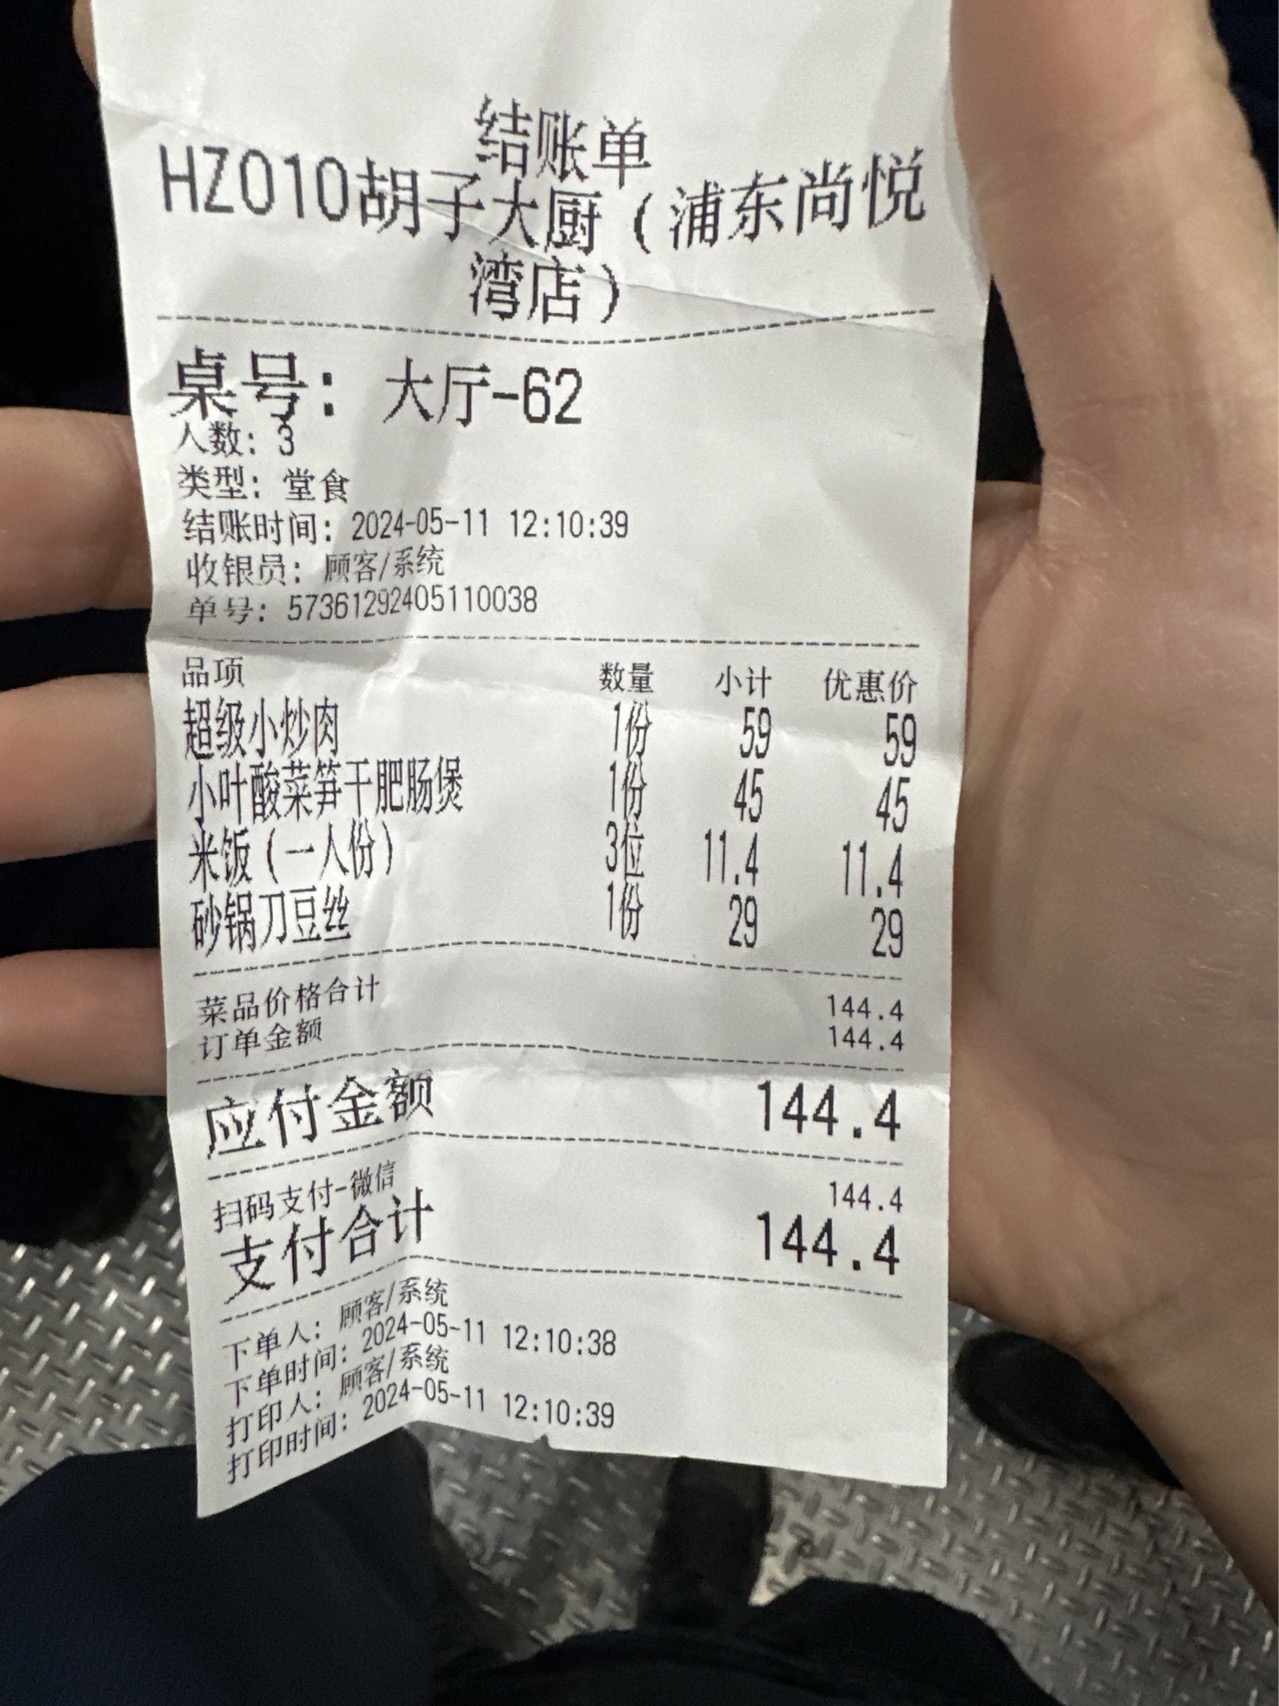 结账单
HZ010胡子大厨(浦东尚悦
湾店)
桌号: 大厅-62
人数: 3
类型: 堂食
结账时间: 2024-05-11 12:10:39
收银员: 顾客/系统
单号: 57361292405110038
品项 数量 小计 优惠价
超级小炒肉 1份 59 59
小叶酸菜笋干肥肠煲 1份 45 45
米饭(一人份) 3位 11.4 11.4
砂锅刀豆丝 1份 29 29
菜品价格合计 144.4
订单金额 144.4
应付金额 144.4
扫码支付-微信 144.4
支付合计 144.4
下单人: 顾客/系统
下单时间: 2024-05-11 12:10:38
打印人: 顾客/系统
打印时间: 2024-05-11 12:10:39